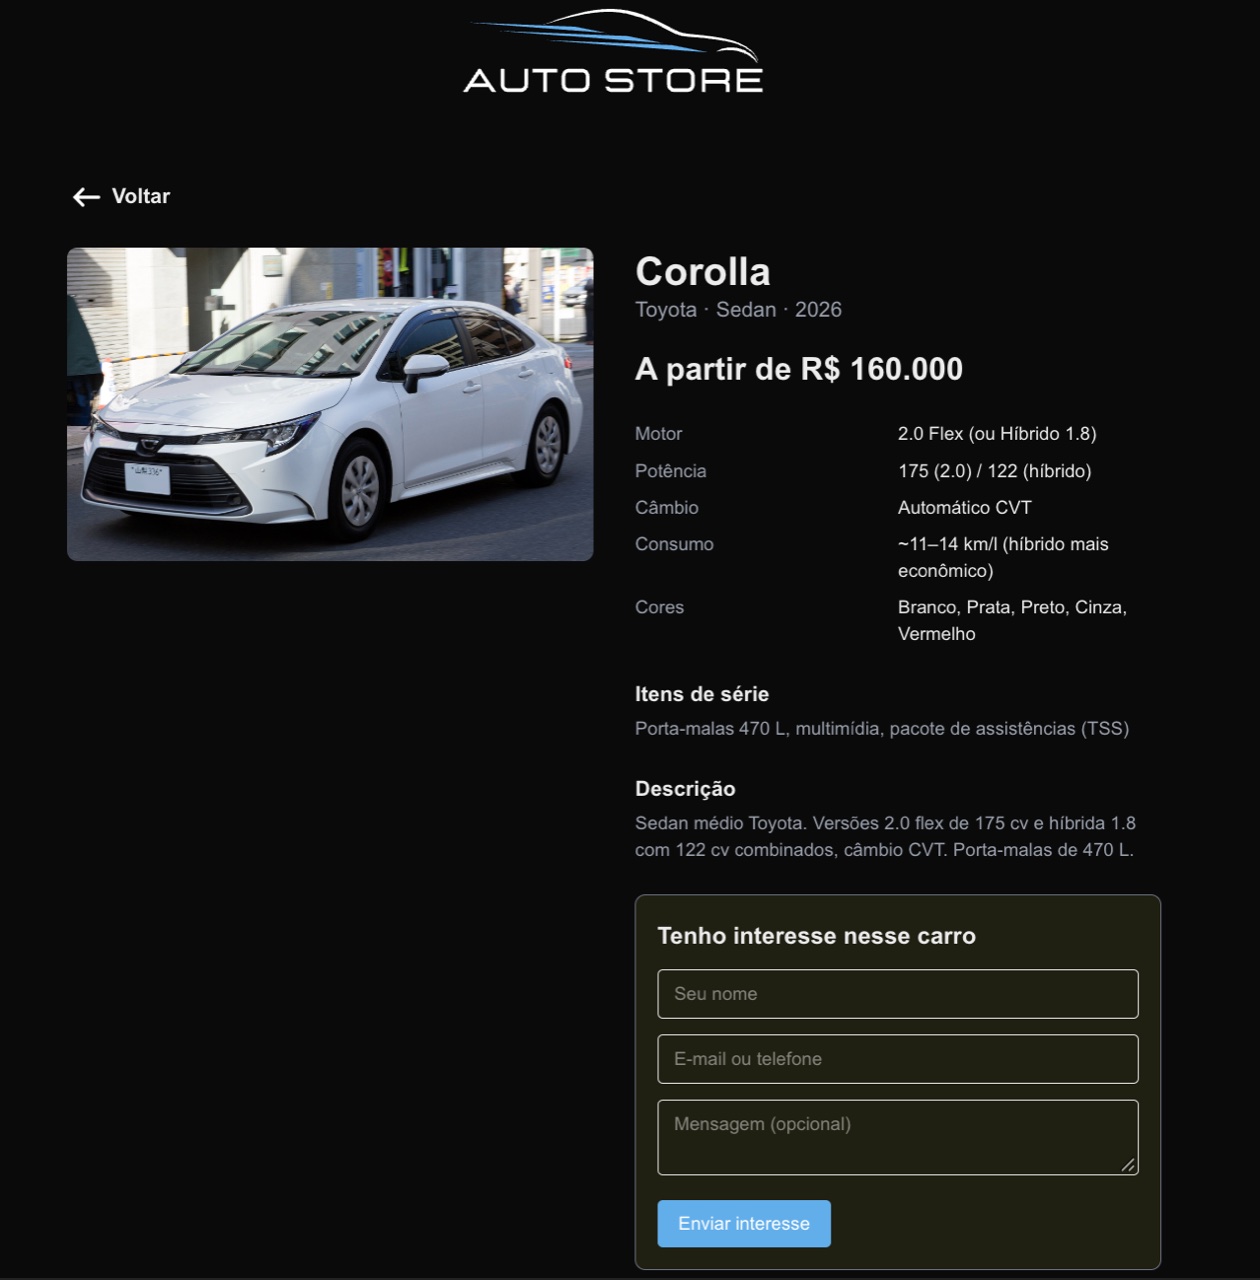 AUTO STORE
Voltar
Corolla
Toyota · Sedan · 2026
A partir de R$ 160.000
Motor 2.0 Flex (ou Híbrido 1.8)
Potência 175 (2.0) / 122 (híbrido)
Câmbio Automático CVT
Consumo ~11–14 km/l (híbrido mais
econômico)
Cores Branco, Prata, Preto, Cinza,
Vermelho
Itens de série
Porta-malas 470 L, multimídia, pacote de assistências (TSS)
Descrição
Sedan médio Toyota. Versões 2.0 flex de 175 cv e híbrida 1.8
com 122 cv combinados, câmbio CVT. Porta-malas de 470 L.
Tenho interesse nesse carro
Seu nome
E-mail ou telefone
Mensagem (opcional)
Enviar interesse